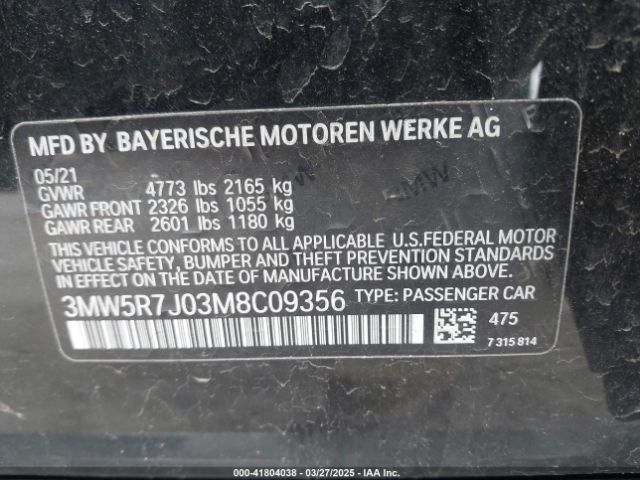 MFD BY BAYERISCHE MOTOREN WERKE AG
05/21
GVWR 4773 lbs 2165 kg
GAWR FRONT 2326 lbs 1055 kg
GAWR REAR 2601 lbs 1180 kg
THIS VEHICLE CONFORMS TO ALL APPLICABLE U.S.FEDERAL MOTOR
VEHICLE SAFETY, BUMPER AND THEFT PREVENTION STANDARDS
IN EFFECT ON THE DATE OF MANUFACTURE SHOWN ABOVE.
3MW5R7J03M8C09356 TYPE: PASSENGER CAR
475
7 315 814
000-41804038 - 03/27/2025 - IAA Inc.